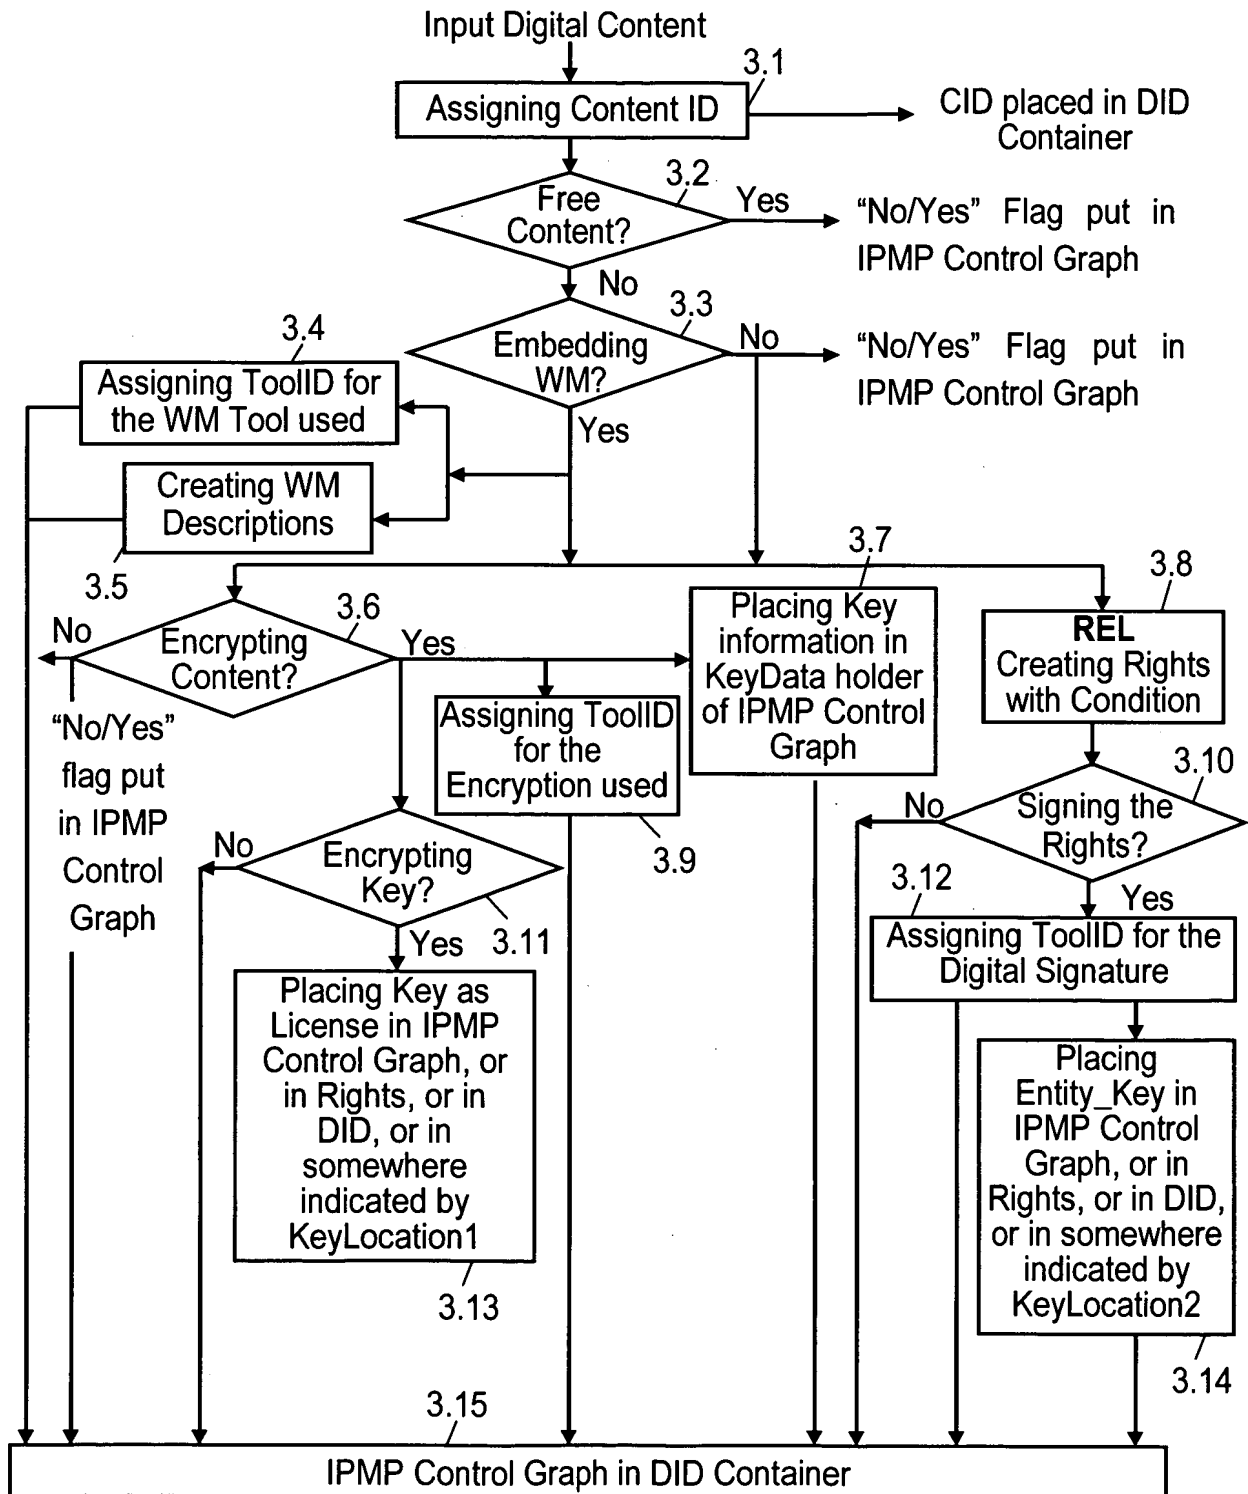 Input Digital Content
3.1
Assigning Content ID
CID placed in DID
Container
3.2
Free
Content?
Yes
“No/Yes” Flag put in
IPMP Control Graph
No
3.3
Embedding
WM?
No
“No/Yes” Flag put in
IPMP Control Graph
Yes
3.4
Assigning ToolID for
the WM Tool used
Creating WM
Descriptions
3.5
3.6
Encrypting
Content?
No
“No/Yes”
flag put
in IPMP
Control
Graph
Yes
3.7
Placing Key
information in
KeyData holder
of IPMP Control
Graph
3.8
REL
Creating Rights
with Condition
Assigning ToolID
for the
Encryption used
3.9
3.10
Signing the
Rights?
No
Yes
No
Encrypting
Key?
3.11
Yes
3.12
Assigning ToolID for the
Digital Signature
Placing Key as
License in IPMP
Control Graph, or
in Rights, or in
DID, or in
somewhere
indicated by
KeyLocation1
3.13
Placing
Entity_Key in
IPMP Control
Graph, or in
Rights, or in DID,
or in somewhere
indicated by
KeyLocation2
3.14
3.15
IPMP Control Graph in DID Container